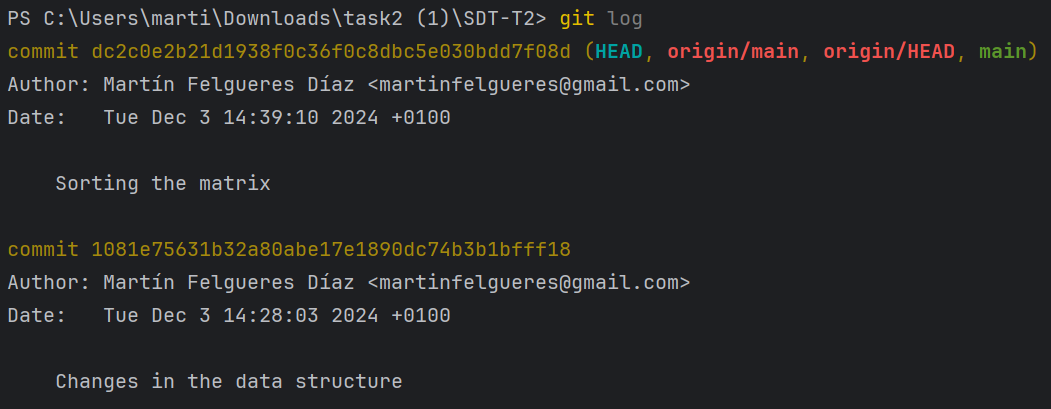 PS C:\Users\marti\Downloads\task2 (1)\SDT-T2> git log
commit dc2c0e2b21d1938f0c36f0c8dbc5e030bdd7f08d (HEAD, origin/main, origin/HEAD, main)
Author: Martín Felgueres Díaz <martinfelgueres@gmail.com>
Date:   Tue Dec 3 14:39:10 2024 +0100
    Sorting the matrix
commit 1081e75631b32a80abe17e1890dc74b3b1bfff18
Author: Martín Felgueres Díaz <martinfelgueres@gmail.com>
Date:   Tue Dec 3 14:28:03 2024 +0100
    Changes in the data structure